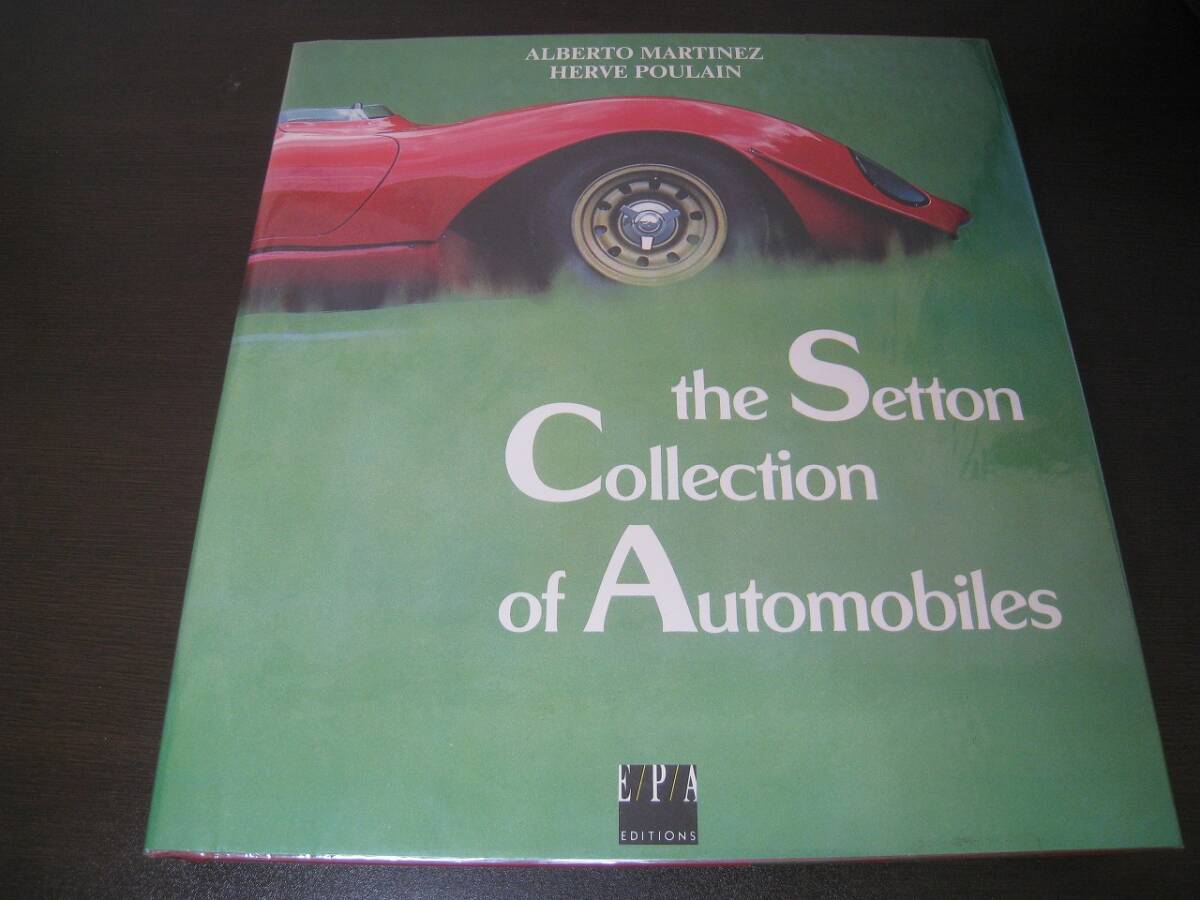 ALBERTO MARTINEZ
HERVE POULAIN
the Setton
Collection
of Automobiles
E/P/A
EDITIONS